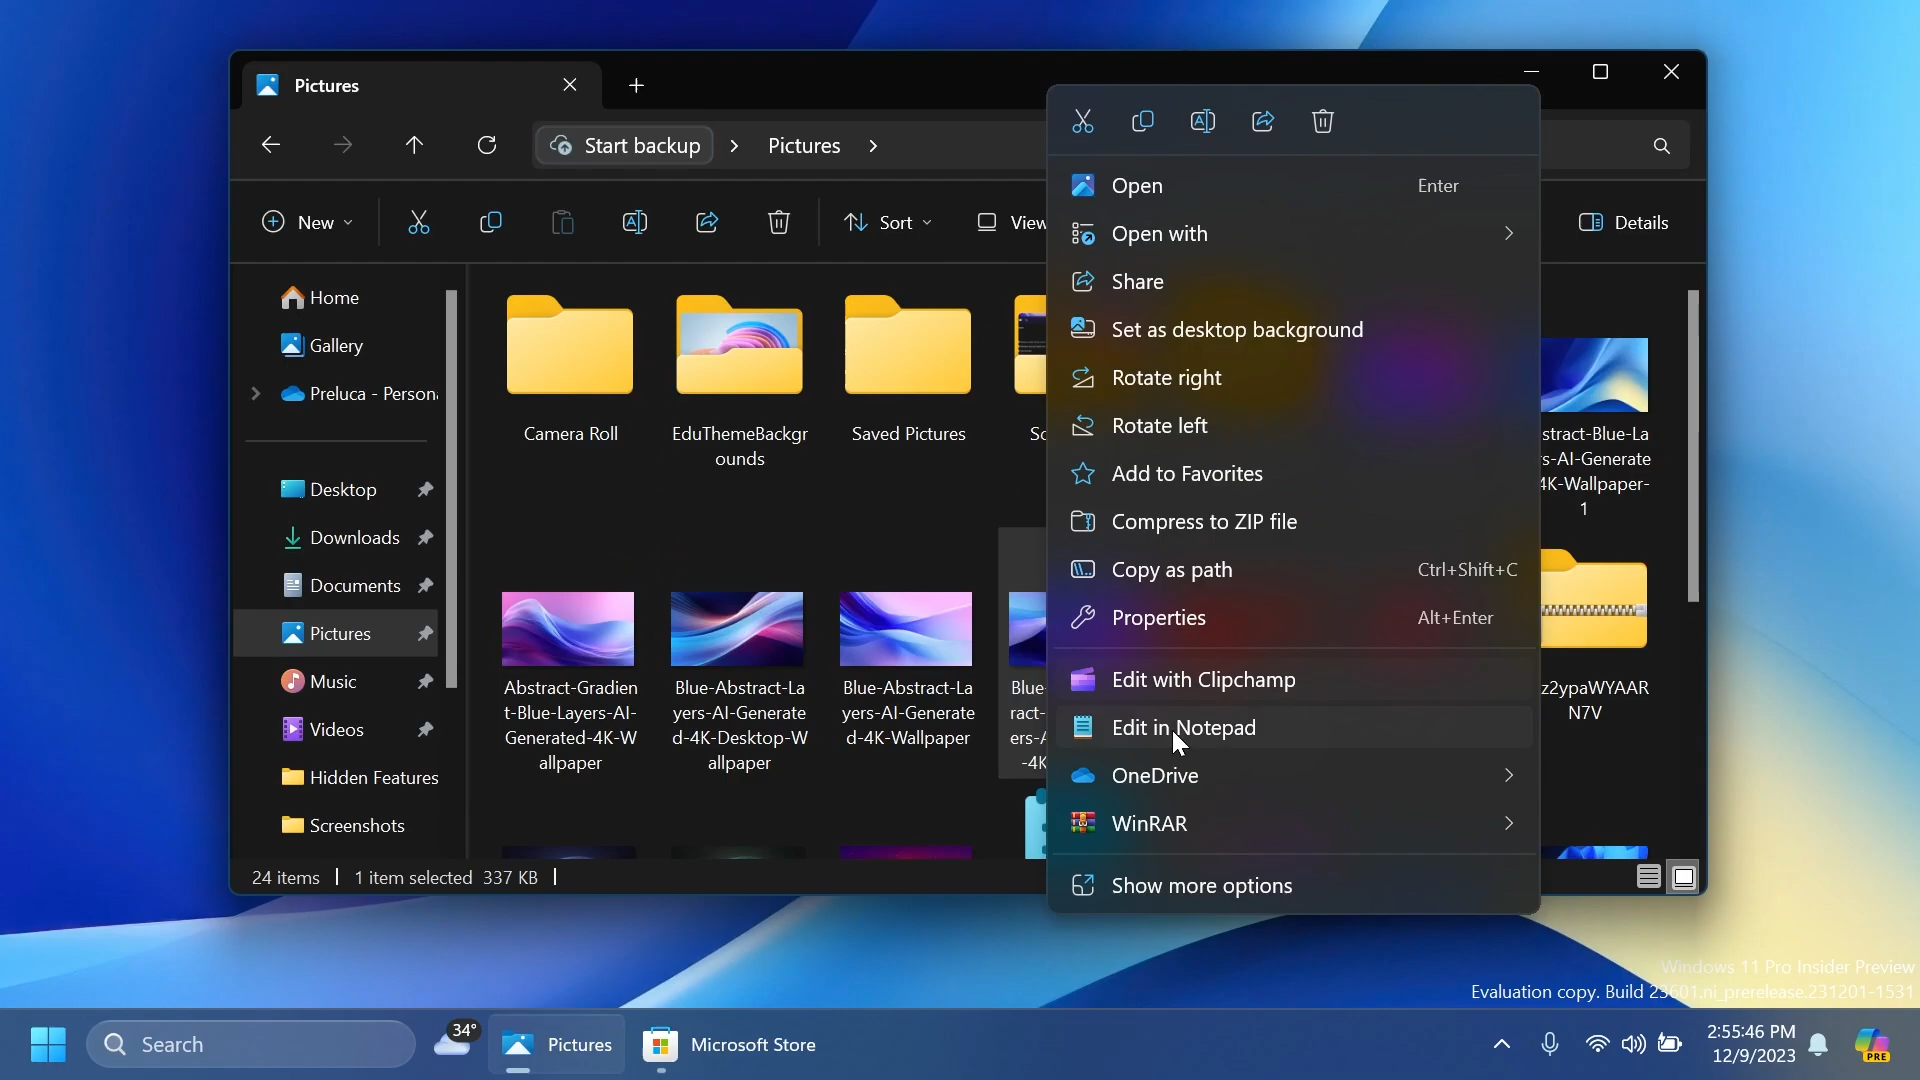 Pictures
Start backup
Pictures
New
Sort
View
Details
Home
Gallery
Preluca - Person
Desktop
Downloads
Documents
Pictures
Music
Videos
Hidden Features
Screenshots
Camera Roll
EduThemeBackgr
ounds
Saved Pictures
Sc
stract-Blue-La
s-AI-Generate
4K-Wallpaper-
1
Abstract-Gradien
t-Blue-Layers-AI-
Generated-4K-W
allpaper
Blue-Abstract-La
yers-AI-Generate
d-4K-Desktop-W
allpaper
Blue-Abstract-La
yers-AI-Generate
d-4K-Wallpaper
Blue-
ract-
ers-A
-4K
z2ypaWYAAR
N7V
Open Enter
Open with
Share
Set as desktop background
Rotate right
Rotate left
Add to Favorites
Compress to ZIP file
Copy as path Ctrl+Shift+C
Properties Alt+Enter
Edit with Clipchamp
Edit in Notepad
OneDrive
WinRAR
Show more options
24 items 1 item selected 337 KB
Windows 11 Pro Insider Preview
Evaluation copy. Build 23601.ni_prerelease.231201-1531
Search
34°
Pictures
Microsoft Store
2:55:46 PM
12/9/2023
PRE